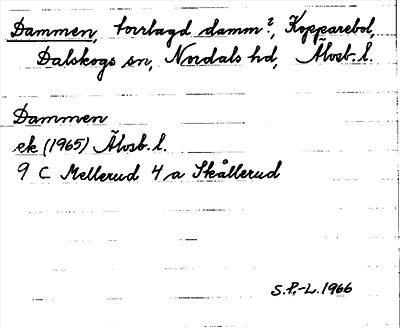 Dammen, torrlagd damm?, Kopparebol,
Dalskogs sn, Nordals hd, Älvsb. l.
Dammen
ek (1965) Älvsb. l.
9 C Mellerud 4 a Skållerud
S.P.-L. 1966